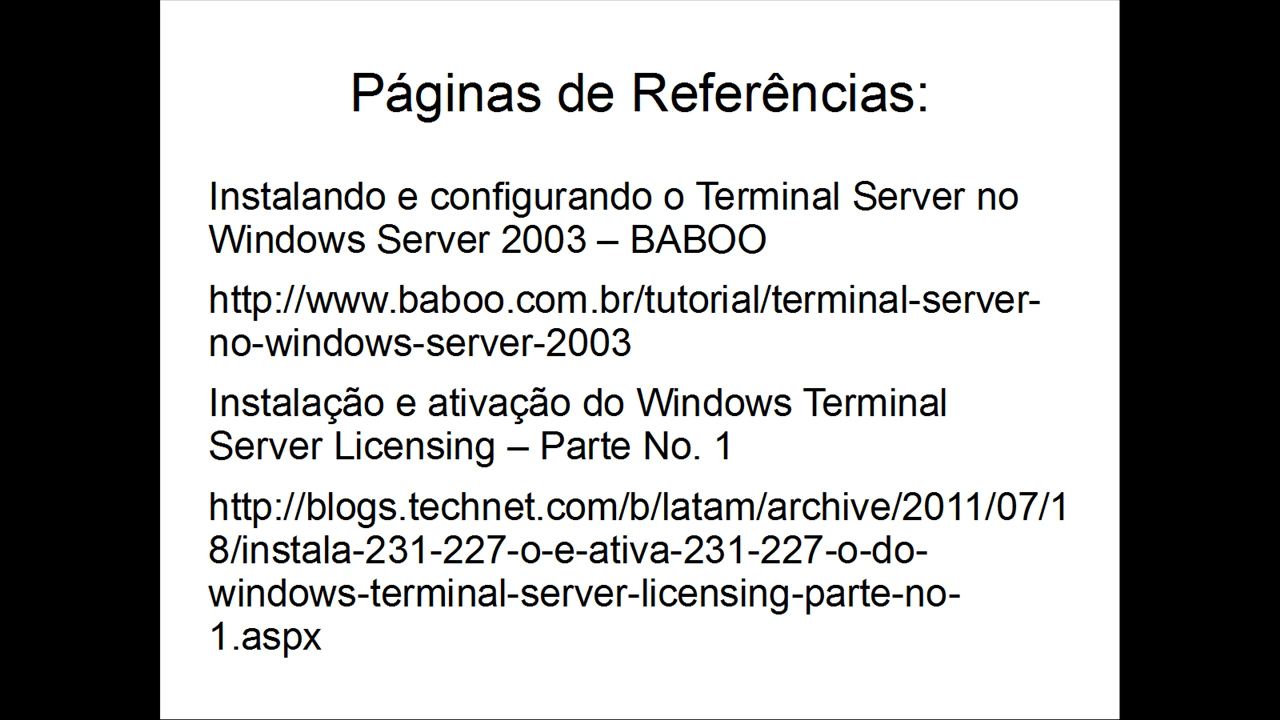 Páginas de Referências:
Instalando e configurando o Terminal Server no
Windows Server 2003 – BABOO
http://www.baboo.com.br/tutorial/terminal-server-
no-windows-server-2003
Instalação e ativação do Windows Terminal
Server Licensing – Parte No. 1
http://blogs.technet.com/b/latam/archive/2011/07/1
8/instala-231-227-o-e-ativa-231-227-o-do-
windows-terminal-server-licensing-parte-no-
1.aspx